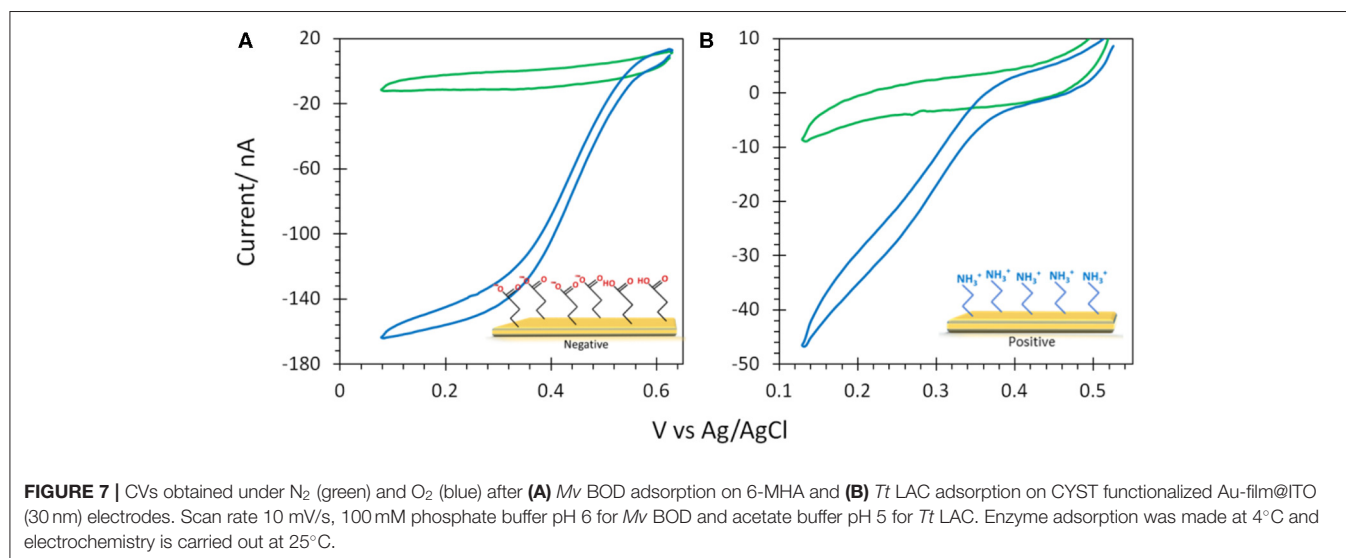 A
B
Current/ nA
20
-20
-60
-100
-140
-180
0
0.2
0.4
0.6
O O⁻ O O⁻ O O⁻ O O⁻ O HO O HO
Negative
10
0
-10
-20
-30
-40
-50
0.1
0.2
0.3
0.4
0.5
NH₃⁺ NH₃⁺ NH₃⁺ NH₃⁺ NH₃⁺
Positive
V vs Ag/AgCl
FIGURE 7 | CVs obtained under N₂ (green) and O₂ (blue) after (A) Mv BOD adsorption on 6-MHA and (B) Tt LAC adsorption on CYST functionalized Au-film@ITO
(30 nm) electrodes. Scan rate 10 mV/s, 100 mM phosphate buffer pH 6 for Mv BOD and acetate buffer pH 5 for Tt LAC. Enzyme adsorption was made at 4°C and
electrochemistry is carried out at 25°C.